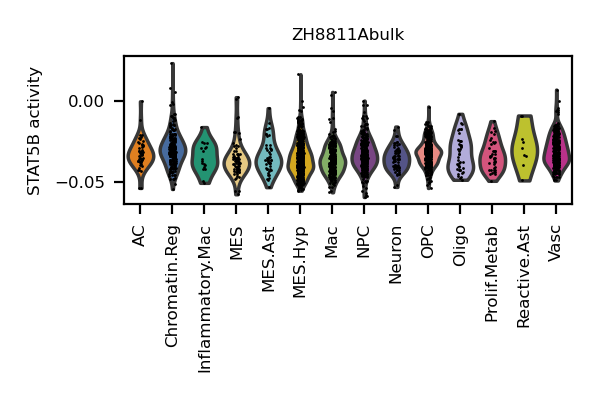 ZH8811Abulk
STAT5B activity
0.00
−0.05
AC
Chromatin.Reg
Inflammatory.Mac
MES
MES.Ast
MES.Hyp
Mac
NPC
Neuron
OPC
Oligo
Prolif.Metab
Reactive.Ast
Vasc